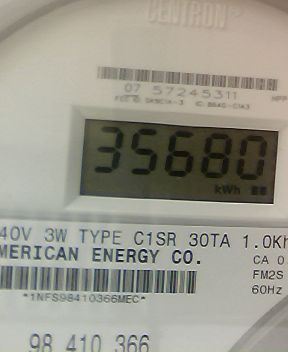 CENTRON®
07 57245311
35680
kWh
40V 3W TYPE C1SR 30TA 1.0Kh
MERICAN ENERGY CO.
CA 0
FM2S
60Hz
*1NFS98410366MEC*
98 410 366